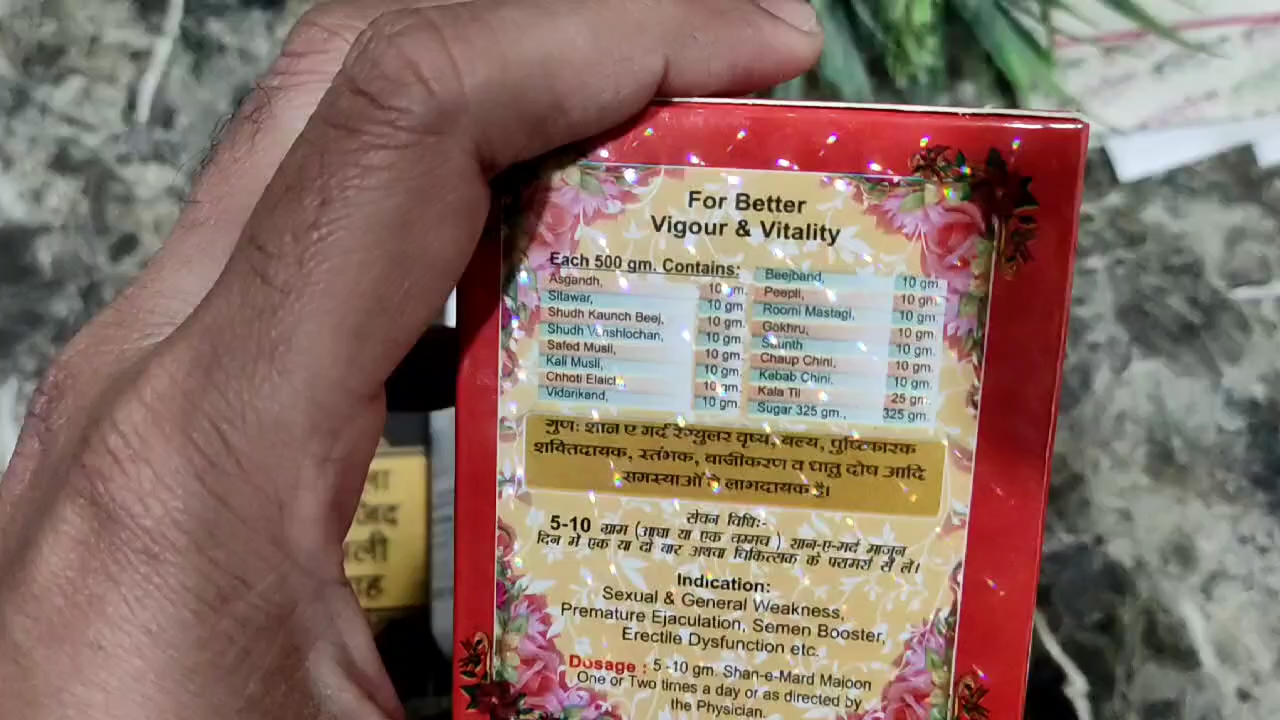 For Better
Vigour & Vitality
Each 500 gm. Contains:
Asgandh, 10 gm.
Sitawar, 10 gm.
Shudh Kaunch Beej, 10 gm.
Shudh Vanshlochan, 10 gm.
Safed Musli, 10 gm.
Kali Musli, 10 gm.
Chhoti Elaichi, 10 gm.
Vidarikand, 10 gm.
Beejband, 10 gm
Peepli, 10 gm
Roomi Mastagi, 10 gm.
Gokhru, 10 gm.
Saunth 10 gm.
Chaup Chini, 10 gm.
Kebab Chini, 10 gm.
Kala Til 25 gm.
Sugar 325 gm., 325 gm.
गुणः शान ए मर्द रेग्युलर वृष्य, बल्य, पुष्टिकारक
शक्तिदायक, स्तंभक, बाजीकरण व धातु दोष आदि
समस्याओं में लाभदायक है।
सेवन विधिः-
5-10 ग्राम (आधा या एक चम्मच) शान-ए-मर्द माजून
दिन में एक या दो बार अथवा चिकित्सक के परामर्श से लें।
Indication:
Sexual & General Weakness,
Premature Ejaculation, Semen Booster,
Erectile Dysfunction etc.
Dosage : 5 -10 gm. Shan-e-Mard Majoon
One or Two times a day or as directed by
the Physician.
ला
ली